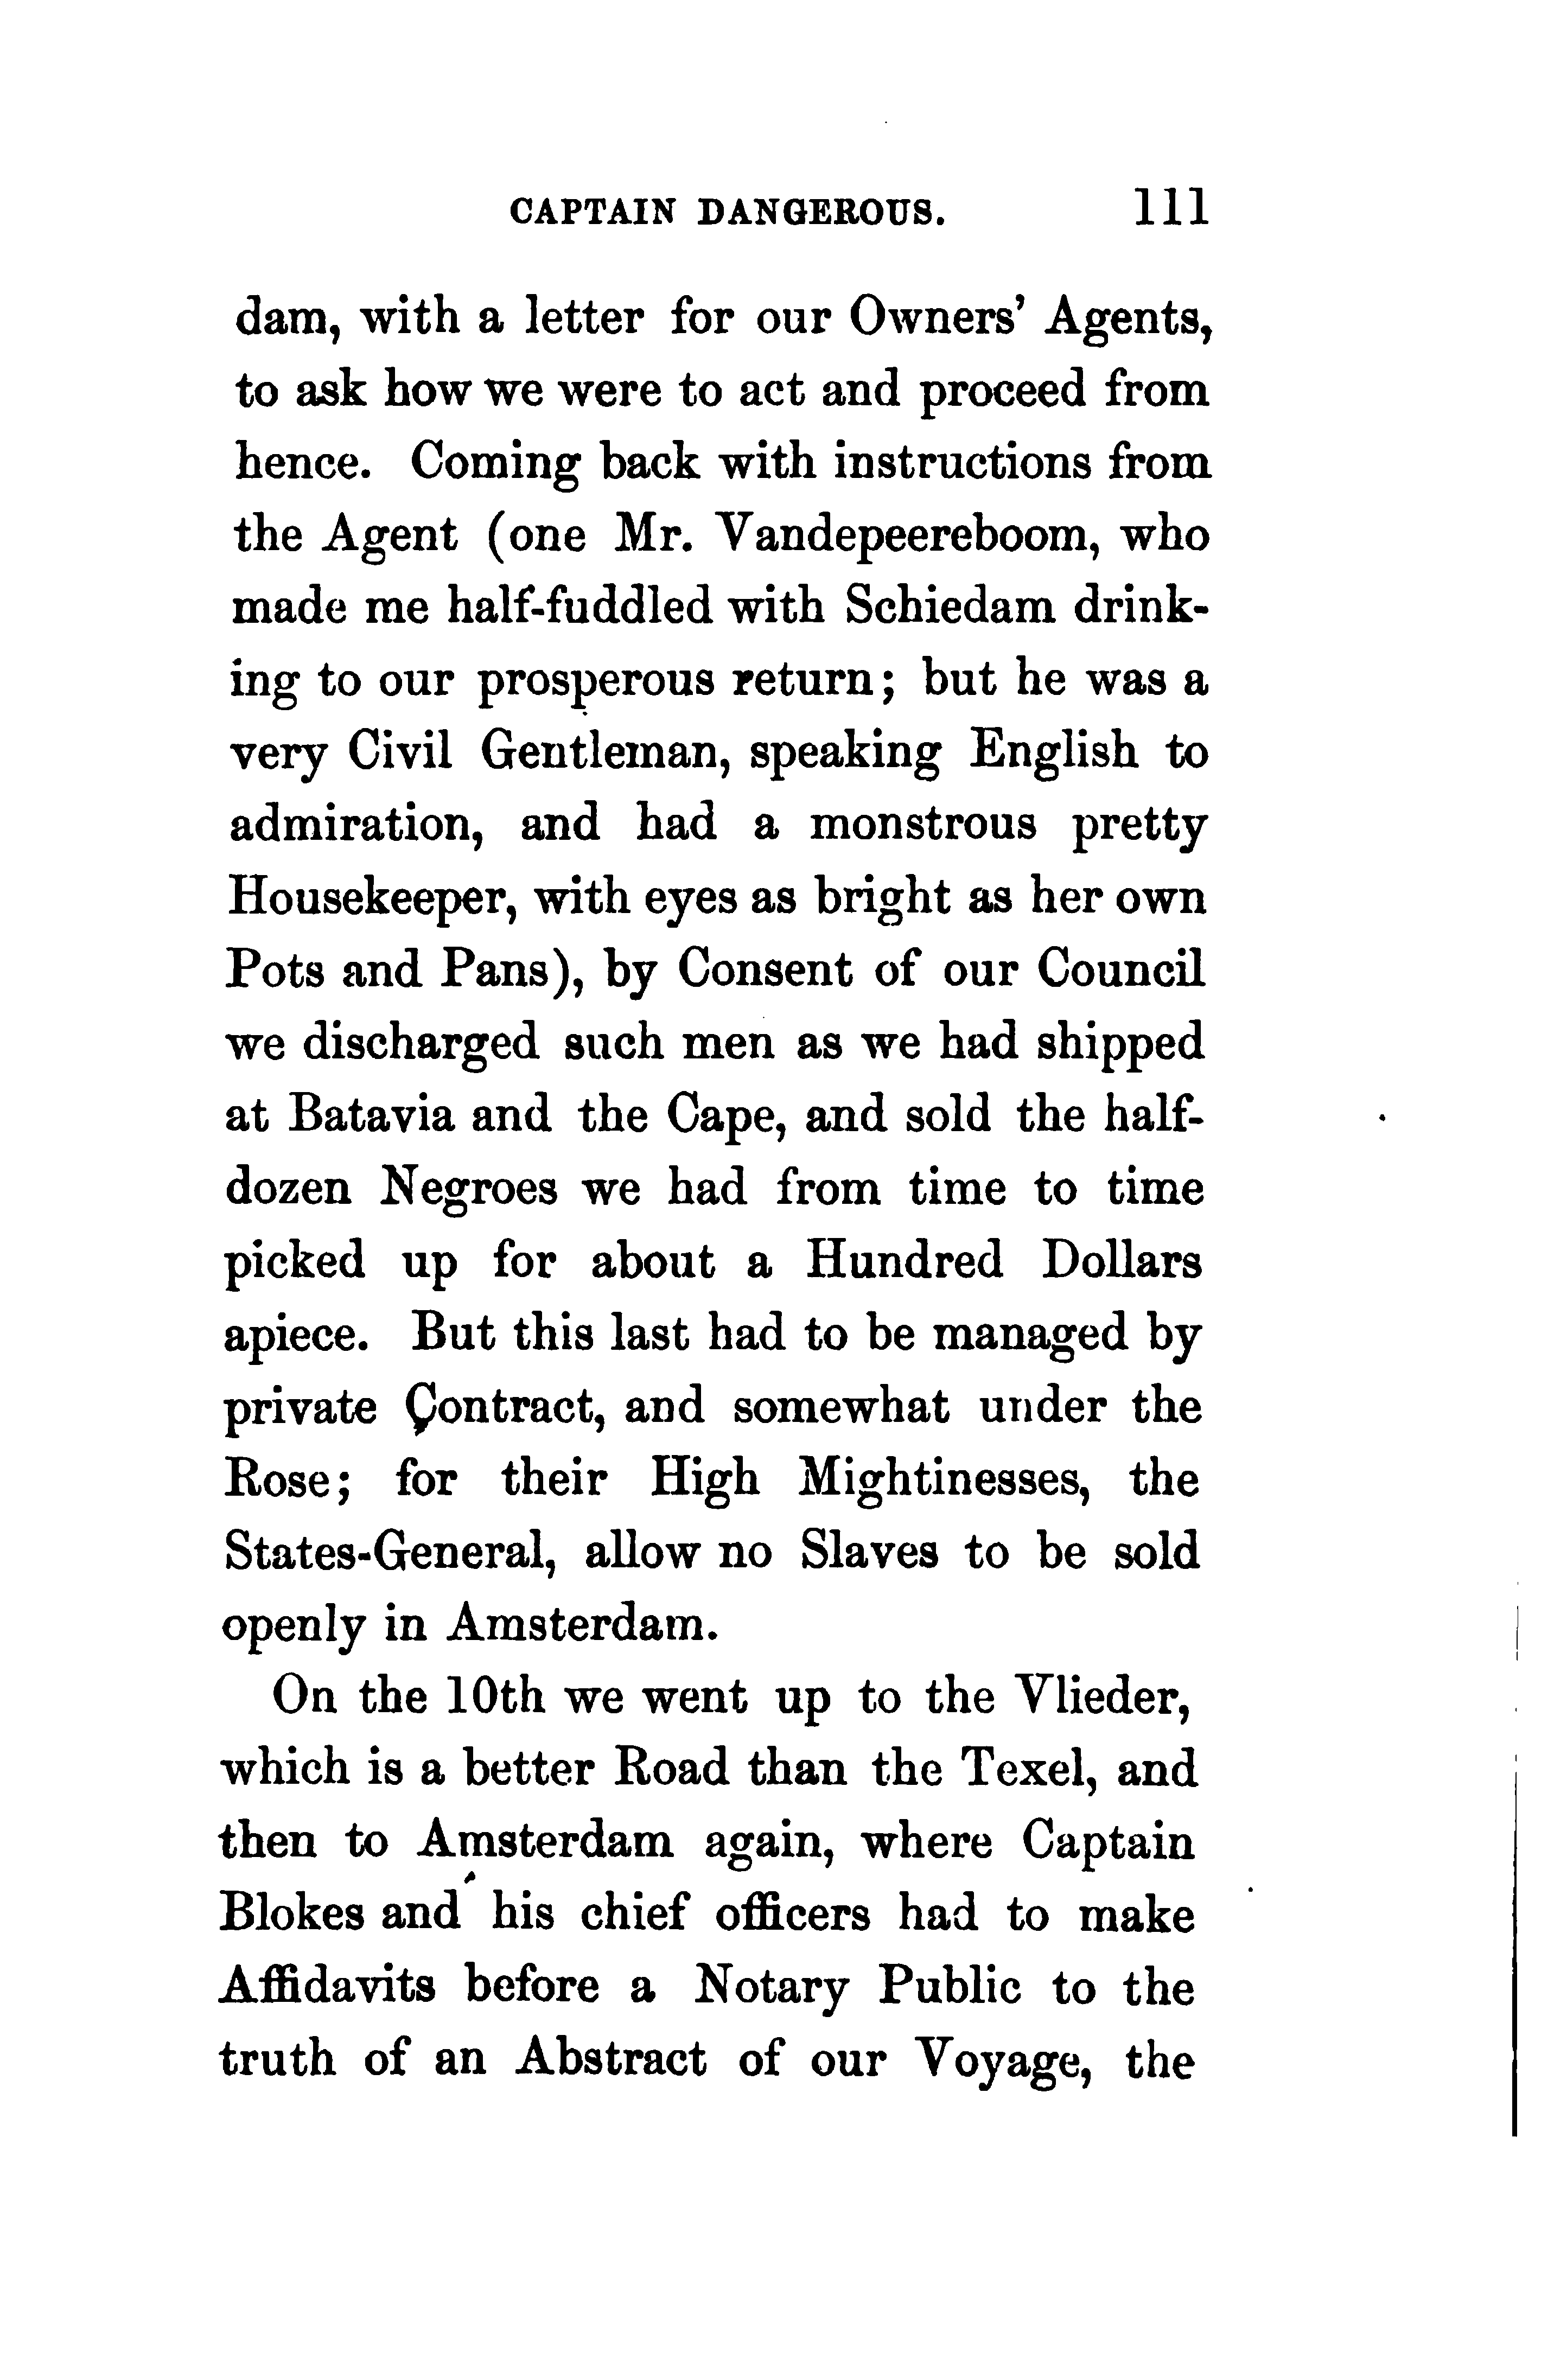 CAPTAIN DANGEROUS. 111
dam, with a letter for our Owners' Agents,
to ask how we were to act and proceed from
hence. Coming back with instructions from
the Agent (one Mr. Vandepeereboom, who
made me half-fuddled with Schiedam drink-
ing to our prosperous return; but he was a
very Civil Gentleman, speaking English to
admiration, and had a monstrous pretty
Housekeeper, with eyes as bright as her own
Pots and Pans), by Consent of our Council
we discharged such men as we had shipped
at Batavia and the Cape, and sold the half-
dozen Negroes we had from time to time
picked up for about a Hundred Dollars
apiece. But this last had to be managed by
private Contract, and somewhat under the
Rose; for their High Mightinesses, the
States-General, allow no Slaves to be sold
openly in Amsterdam.
On the 10th we went up to the Vlieder,
which is a better Road than the Texel, and
then to Amsterdam again, where Captain
Blokes and his chief officers had to make
Affidavits before a Notary Public to the
truth of an Abstract of our Voyage, the